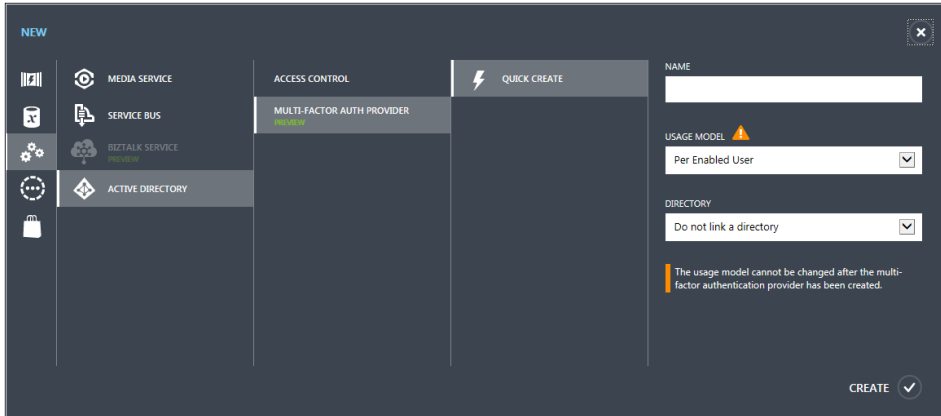 NEW
MEDIA SERVICE
SERVICE BUS
BIZTALK SERVICE
PREVIEW
ACTIVE DIRECTORY
ACCESS CONTROL
MULTI-FACTOR AUTH PROVIDER
PREVIEW
QUICK CREATE
NAME
USAGE MODEL
Per Enabled User
DIRECTORY
Do not link a directory
The usage model cannot be changed after the multi-
factor authentication provider has been created.
CREATE